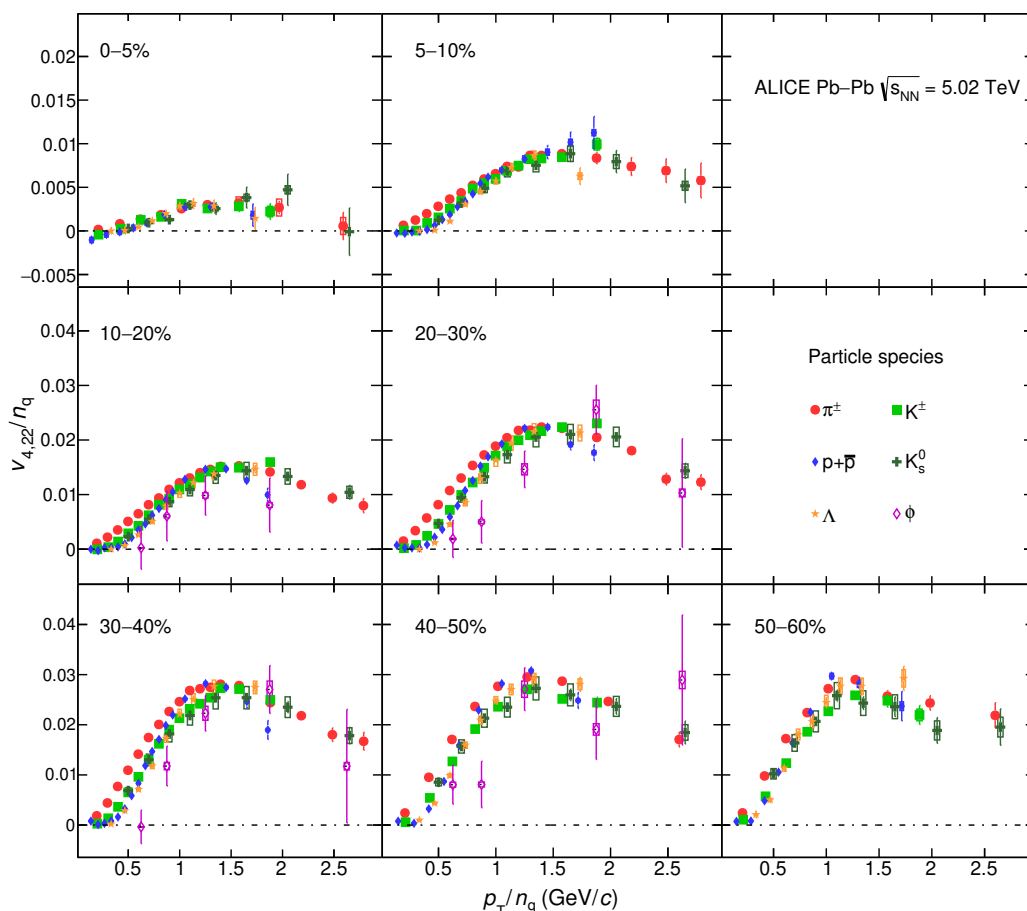 0–5%
5–10%
ALICE Pb–Pb √s_NN = 5.02 TeV
0.02
0.015
0.01
0.005
0
−0.005
10–20%
20–30%
Particle species
π± K±
p+p̅ K⁰s
Λ ϕ
0.04
0.03
0.02
0.01
0
v4,22/nq
30–40%
40–50%
50–60%
0.04
0.03
0.02
0.01
0
0.5 1 1.5 2 2.5
0.5 1 1.5 2 2.5
0.5 1 1.5 2 2.5
pT/nq (GeV/c)